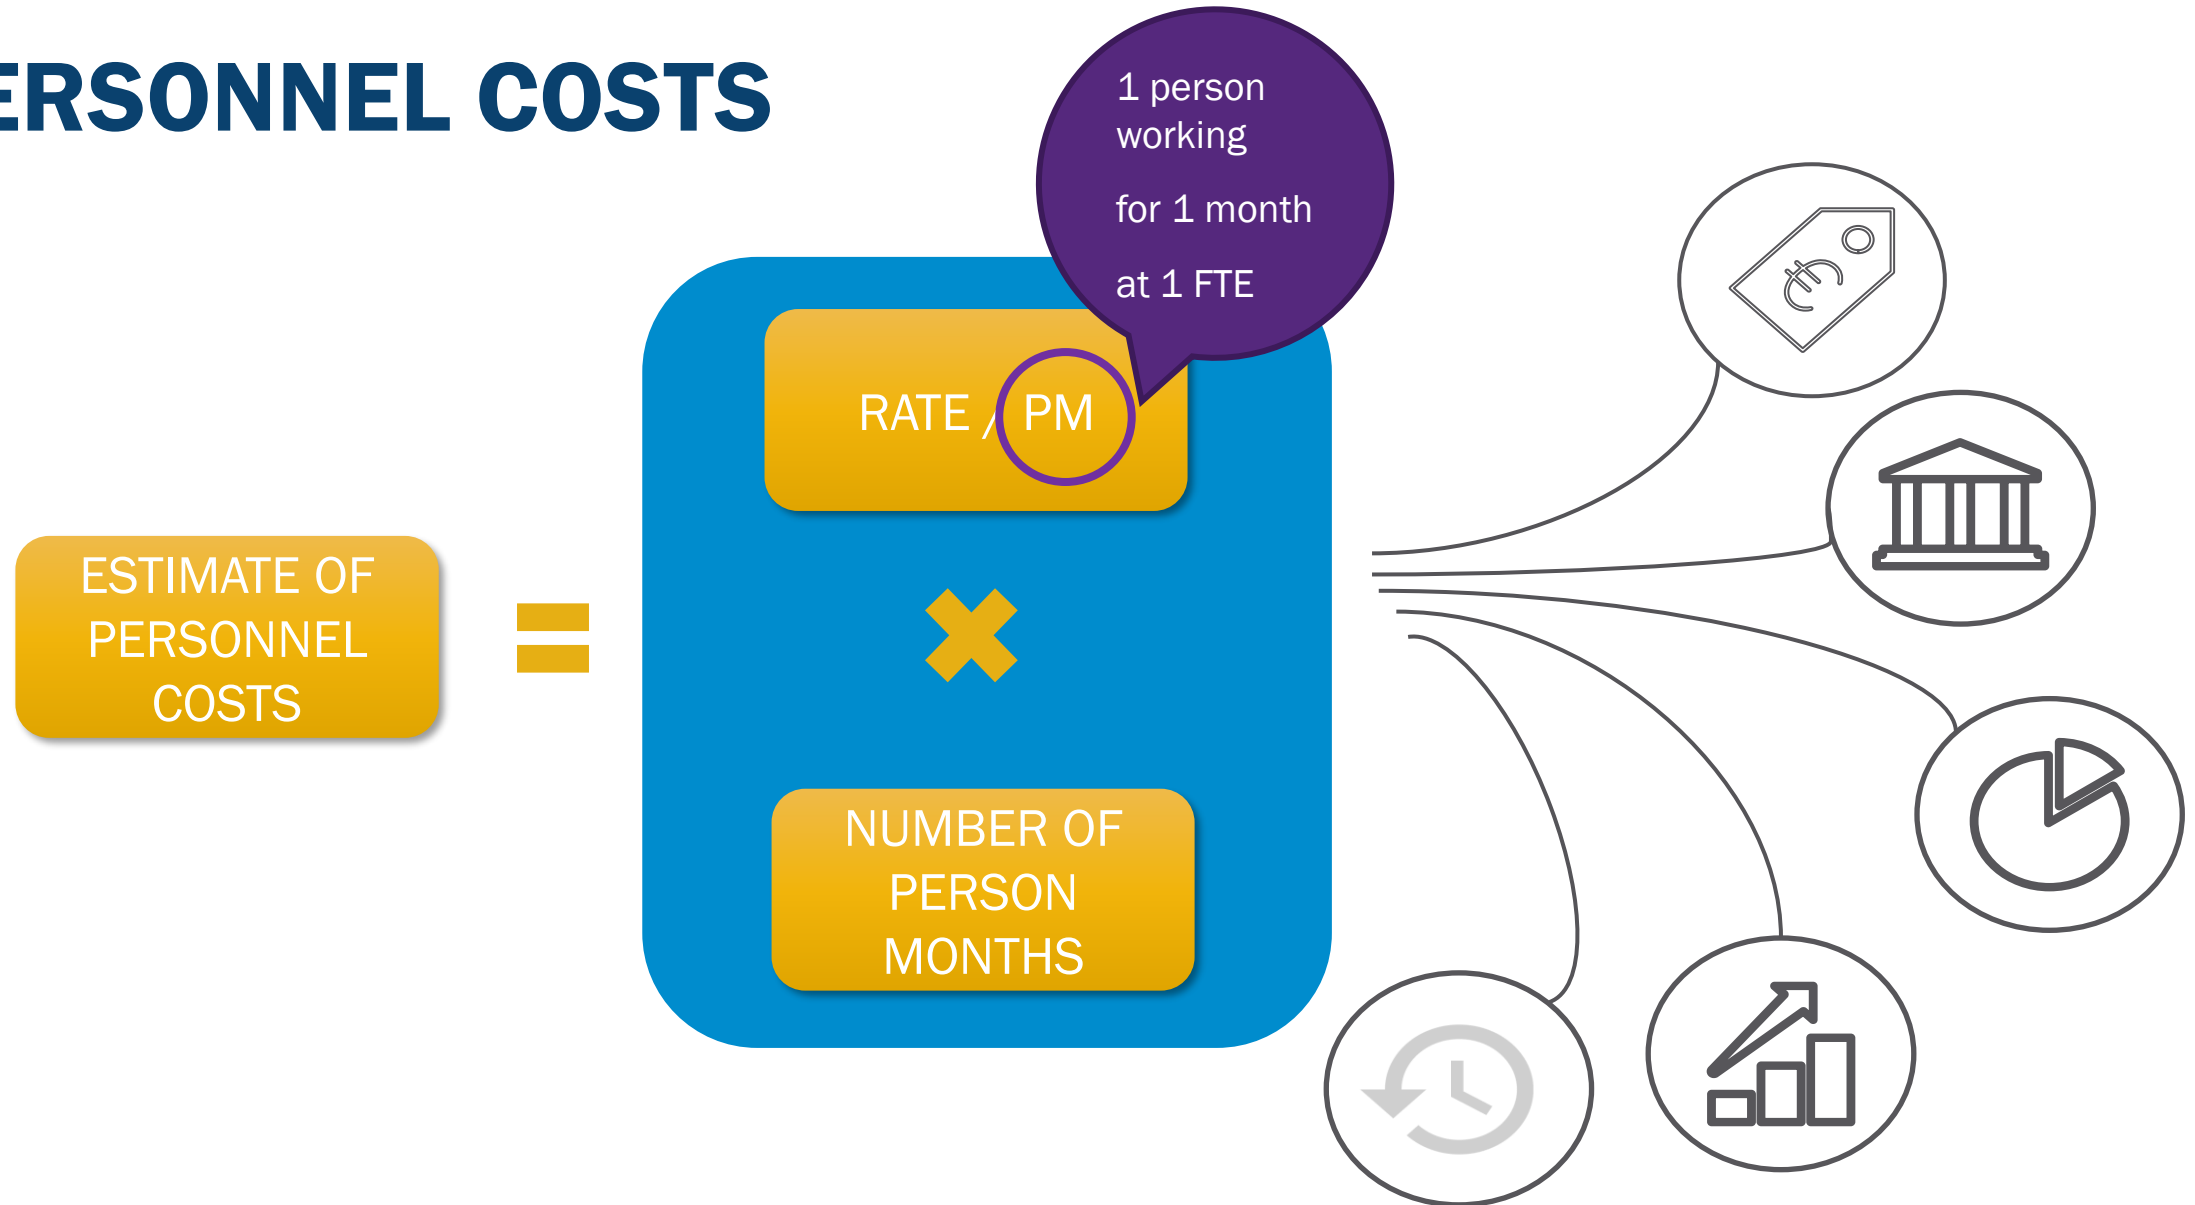 ERSONNEL COSTS
1 person
working
for 1 month
at 1 FTE
RATE / PM
ESTIMATE OF
PERSONNEL
COSTS
NUMBER OF
PERSON
MONTHS